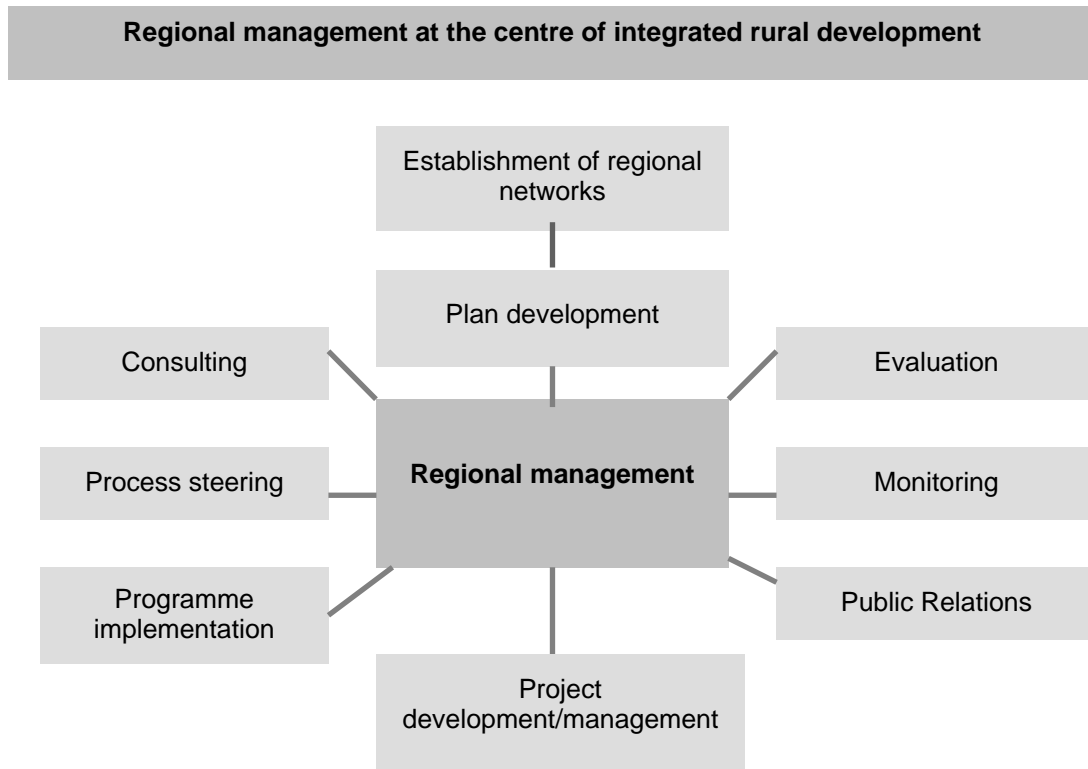 Regional management at the centre of integrated rural development
Establishment of regional
networks
Plan development
Consulting
Evaluation
Process steering
Regional management
Monitoring
Programme
implementation
Public Relations
Project
development/management